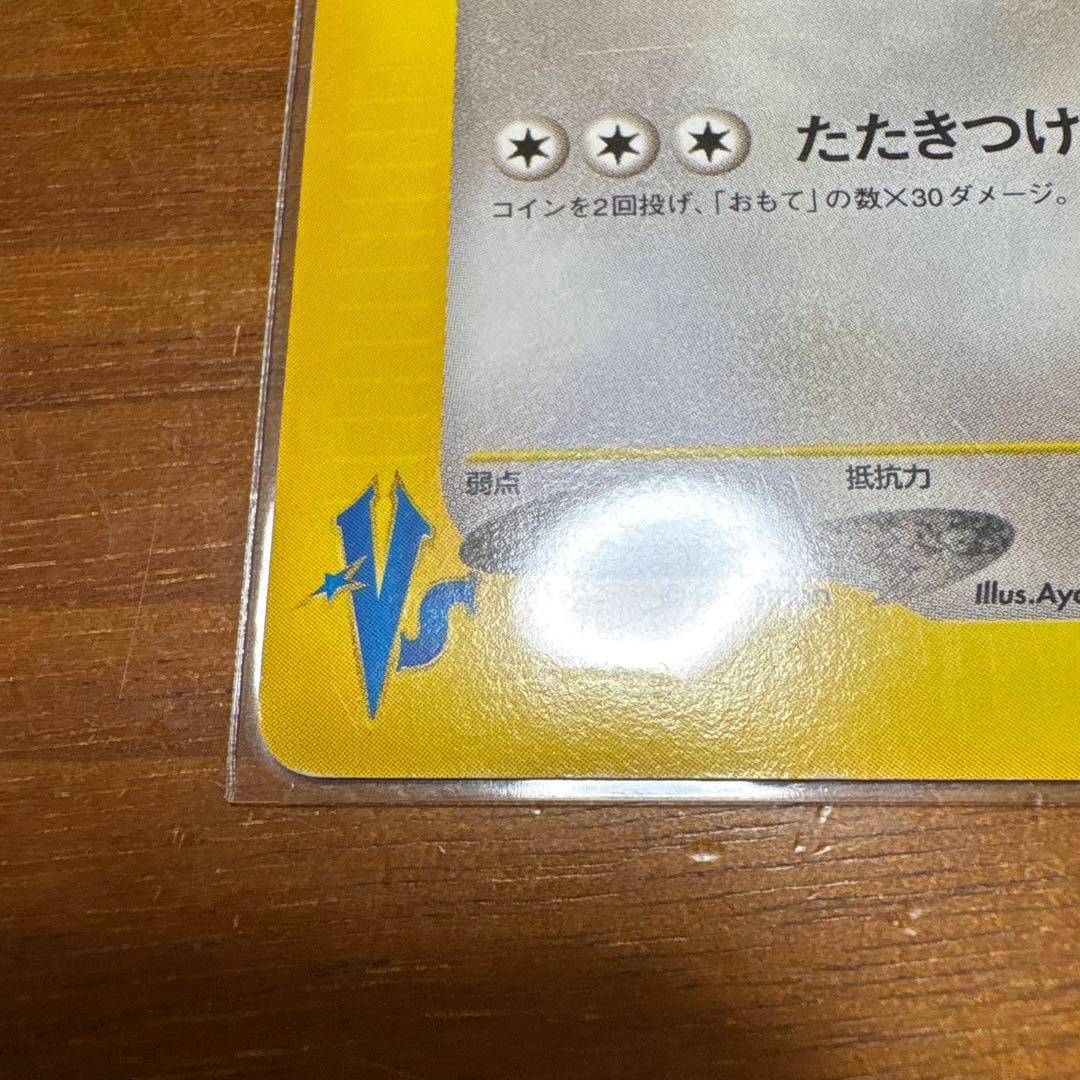 たたきつけ
コインを2回投げ、「おもて」の数×30ダメージ。
弱点 抵抗力
Illus.Ayo
VS